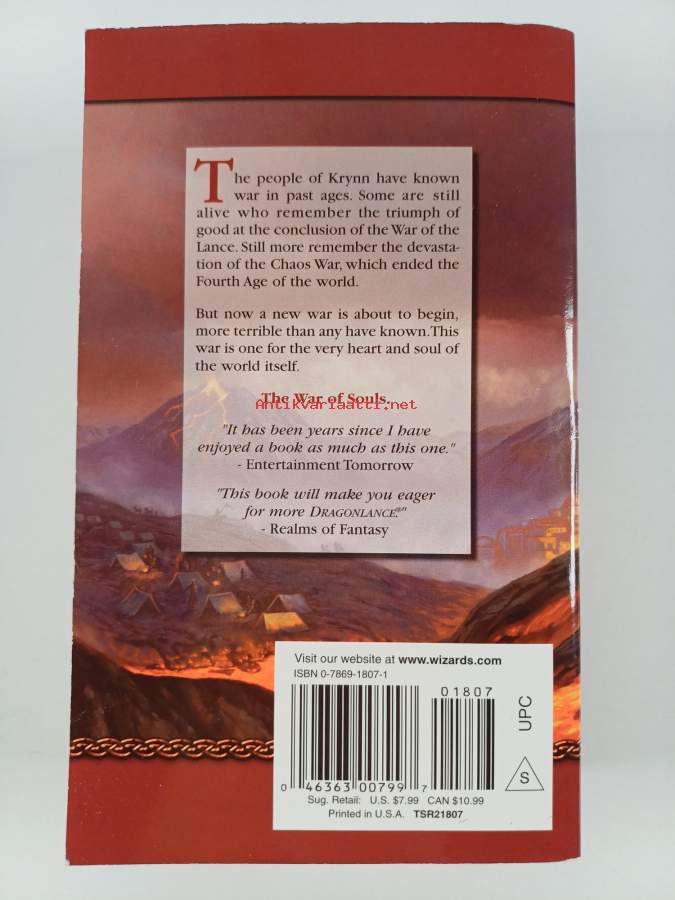 The people of Krynn have known
war in past ages. Some are still
alive who remember the triumph of
good at the conclusion of the War of the
Lance. Still more remember the devasta-
tion of the Chaos War, which ended the
Fourth Age of the world.
But now a new war is about to begin,
more terrible than any have known. This
war is one for the very heart and soul of
the world itself.
The War of Souls.
Antikvariaatti.net
"It has been years since I have
enjoyed a book as much as this one."
- Entertainment Tomorrow
"This book will make you eager
for more DRAGONLANCE®."
- Realms of Fantasy
Visit our website at www.wizards.com
ISBN 0-7869-1807-1
01807
UPC
S
0 46363 00799 7
Sug. Retail: U.S. $7.99 CAN $10.99
Printed in U.S.A. TSR21807